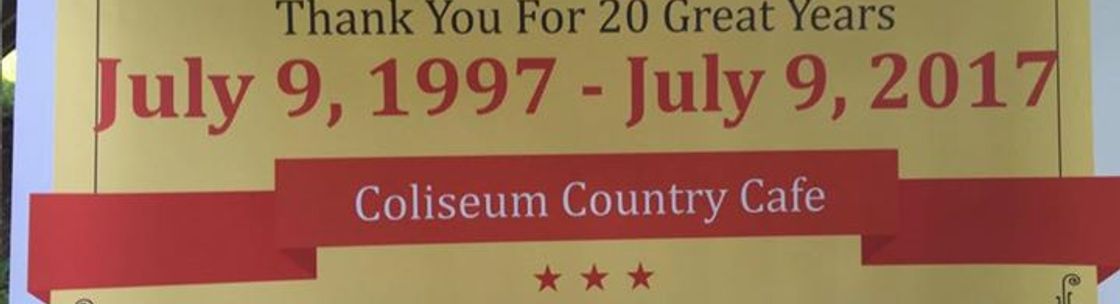 Thank You For 20 Great Years
July 9, 1997 - July 9, 2017
Coliseum Country Cafe